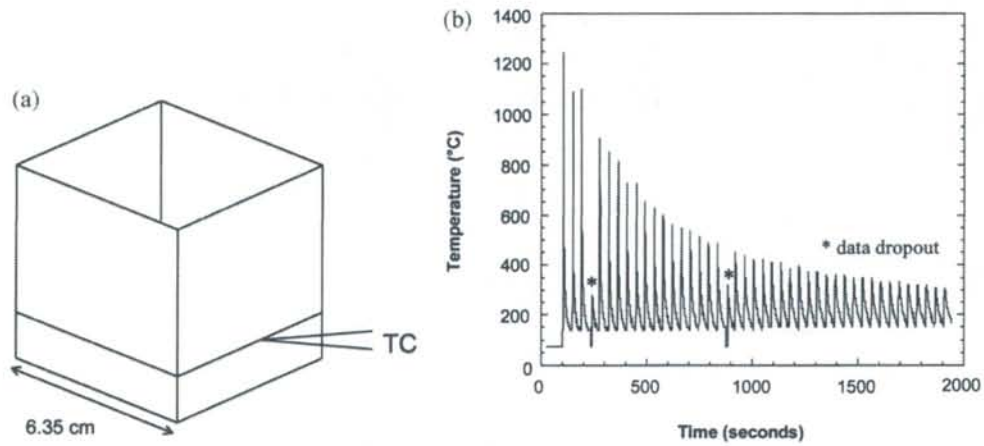 (a)
TC
6.35 cm
(b)
1400
1200
1000
800
600
400
200
0
Temperature (°C)
* data dropout
*
*
0
500
1000
1500
2000
Time (seconds)